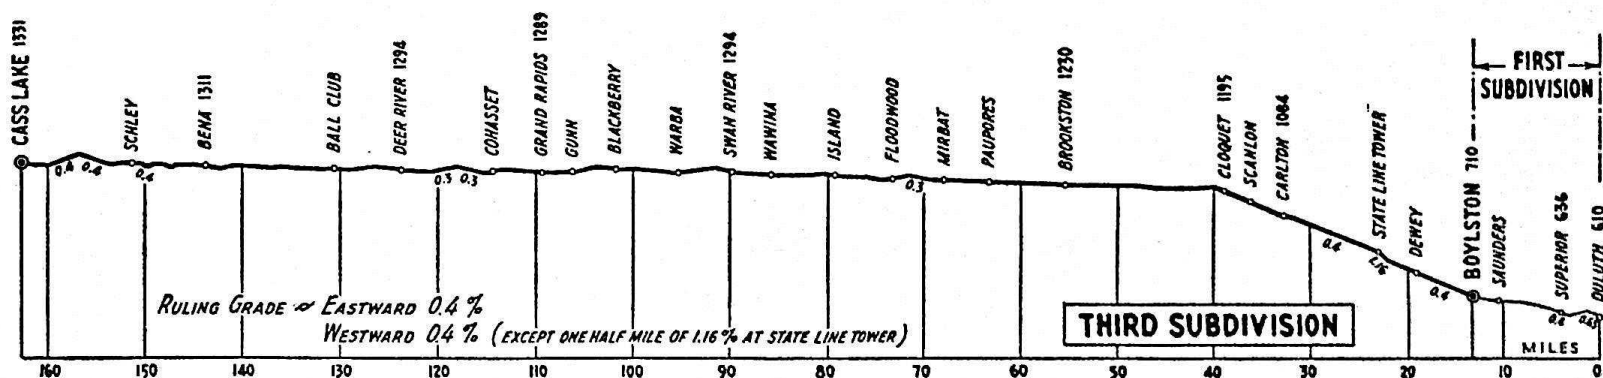 CASS LAKE 1331
SCHLEY
BENA 1311
BALL CLUB
DEER RIVER 1294
COHASSET
GRAND RAPIDS 1289
GUNN
BLACKBERRY
WARBA
SWAN RIVER 1294
WAWINA
ISLAND
FLOODWOOD
MIRBAT
PAUPORES
BROOKSTON 1230
CLOQUET 1195
SCANLON
CARLTON 1084
STATE LINE TOWER
DEWEY
BOYLSTON 710
SAUNDERS
SUPERIOR 636
DULUTH 610
FIRST
SUBDIVISION
0.4 0.4 0.4 0.3 0.3 0.3 0.4 1.16 0.4 0.63
RULING GRADE EASTWARD 0.4 %
WESTWARD 0.4 % (EXCEPT ONE HALF MILE OF 1.16 % AT STATE LINE TOWER)
THIRD SUBDIVISION
MILES
160 150 140 130 120 110 100 90 80 70 60 50 40 30 20 10 0